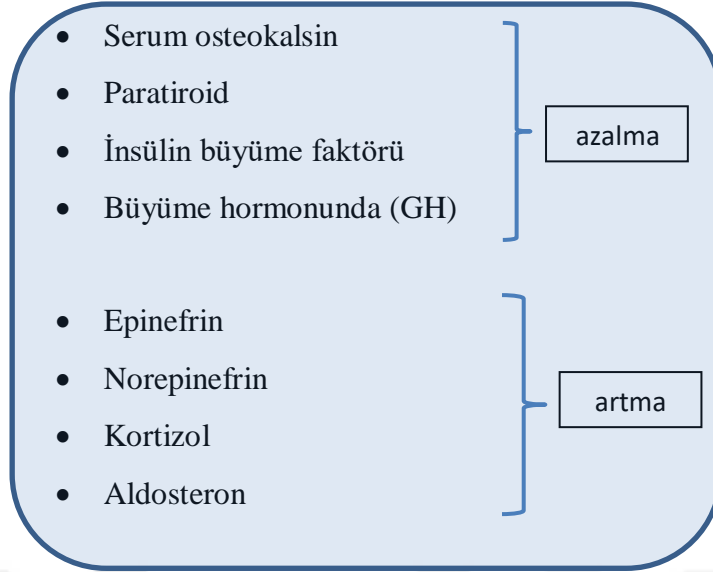 • Serum osteokalsin
• Paratiroid
• İnsülin büyüme faktörü
• Büyüme hormonunda (GH)
azalma
• Epinefrin
• Norepinefrin
• Kortizol
• Aldosteron
artma